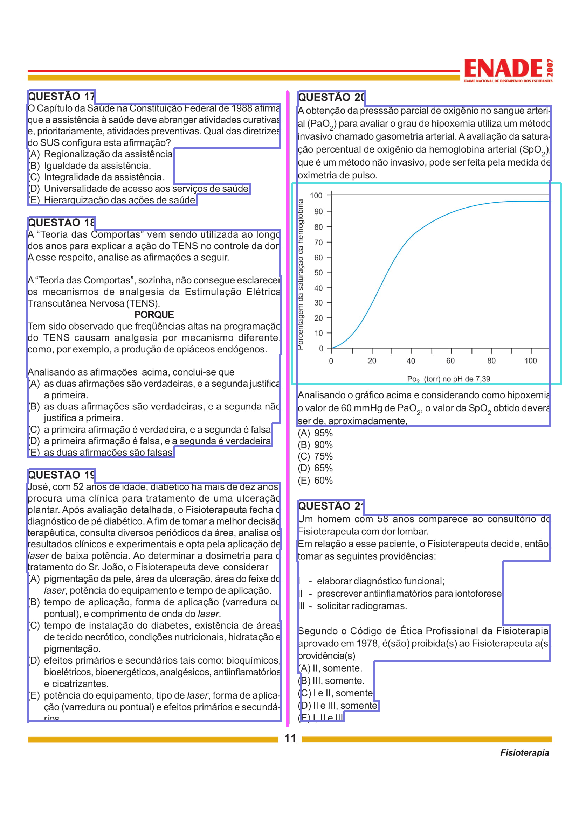 ENADE 2007
EXAME NACIONAL DE DESEMPENHO DOS ESTUDANTES
QUESTÃO 17
O Capítulo da Saúde na Constituição Federal de 1988 afirma
que a assistência à saúde deve abranger atividades curativas
e, prioritariamente, atividades preventivas. Qual das diretrizes
do SUS configura esta afirmação?
(A) Regionalização da assistência.
(B) Igualdade da assistência.
(C) Integralidade da assistência.
(D) Universalidade de acesso aos serviços de saúde.
(E) Hierarquização das ações de saúde.
QUESTÃO 18
A "Teoria das Comportas" vem sendo utilizada ao longo
dos anos para explicar a ação do TENS no controle da dor.
A esse respeito, analise as afirmações a seguir.
A "Teoria das Comportas", sozinha, não consegue esclarecer
os mecanismos de analgesia da Estimulação Elétrica
Transcutânea Nervosa (TENS).
PORQUE
Tem sido observado que freqüências altas na programação
do TENS causam analgesia por mecanismo diferente,
como, por exemplo, a produção de opiáceos endógenos.
Analisando as afirmações acima, conclui-se que
(A) as duas afirmações são verdadeiras, e a segunda justifica
a primeira.
(B) as duas afirmações são verdadeiras, e a segunda não
justifica a primeira.
(C) a primeira afirmação é verdadeira, e a segunda é falsa.
(D) a primeira afirmação é falsa, e a segunda é verdadeira.
(E) as duas afirmações são falsas.
QUESTÃO 19
José, com 52 anos de idade, diabético há mais de dez anos,
procura uma clínica para tratamento de uma ulceração
plantar. Após avaliação detalhada, o Fisioterapeuta fecha o
diagnóstico de pé diabético. A fim de tomar a melhor decisão
terapêutica, consulta diversos periódicos da área, analisa os
resultados clínicos e experimentais e opta pela aplicação de
laser de baixa potência. Ao determinar a dosimetria para o
tratamento do Sr. João, o Fisioterapeuta deve considerar
(A) pigmentação da pele, área da ulceração, área do feixe do
laser, potência do equipamento e tempo de aplicação.
(B) tempo de aplicação, forma de aplicação (varredura ou
pontual), e comprimento de onda do laser.
(C) tempo de instalação do diabetes, existência de áreas
de tecido necrótico, condições nutricionais, hidratação e
pigmentação.
(D) efeitos primários e secundários tais como: bioquímicos,
bioelétricos, bioenergéticos, analgésicos, antiinflamatórios
e cicatrizantes.
(E) potência do equipamento, tipo de laser, forma de aplica-
ção (varredura ou pontual) e efeitos primários e secundá-
rios.
QUESTÃO 20
A obtenção da presssão parcial de oxigênio no sangue arteri-
al (PaO2) para avaliar o grau de hipoxemia utiliza um método
invasivo chamado gasometria arterial. A avaliação da satura-
ção percentual de oxigênio da hemoglobina arterial (SpO2),
que é um método não invasivo, pode ser feita pela medida de
oximetria de pulso.
Porcentagem da saturação da hemoglobina
100
90
80
70
60
50
40
30
20
10
0
0 20 40 60 80 100
Po2 (torr) no pH de 7,39
Analisando o gráfico acima e considerando como hipoxemia
o valor de 60 mmHg de PaO2, o valor da SpO2 obtido deverá
ser de, aproximadamente,
(A) 95%
(B) 90%
(C) 75%
(D) 65%
(E) 60%
QUESTÃO 21
Um homem com 58 anos comparece ao consultório do
Fisioterapeuta com dor lombar.
Em relação a esse paciente, o Fisioterapeuta decide, então,
tomar as seguintes providências:
I - elaborar diagnóstico funcional;
II - prescrever antiinflamatórios para iontoforese;
III - solicitar radiogramas.
Segundo o Código de Ética Profissional da Fisioterapia,
aprovado em 1978, é(são) proibida(s) ao Fisioterapeuta a(s)
providência(s)
(A) II, somente.
(B) III, somente.
(C) I e II, somente.
(D) II e III, somente.
(E) I, II e III.
11
Fisioterapia